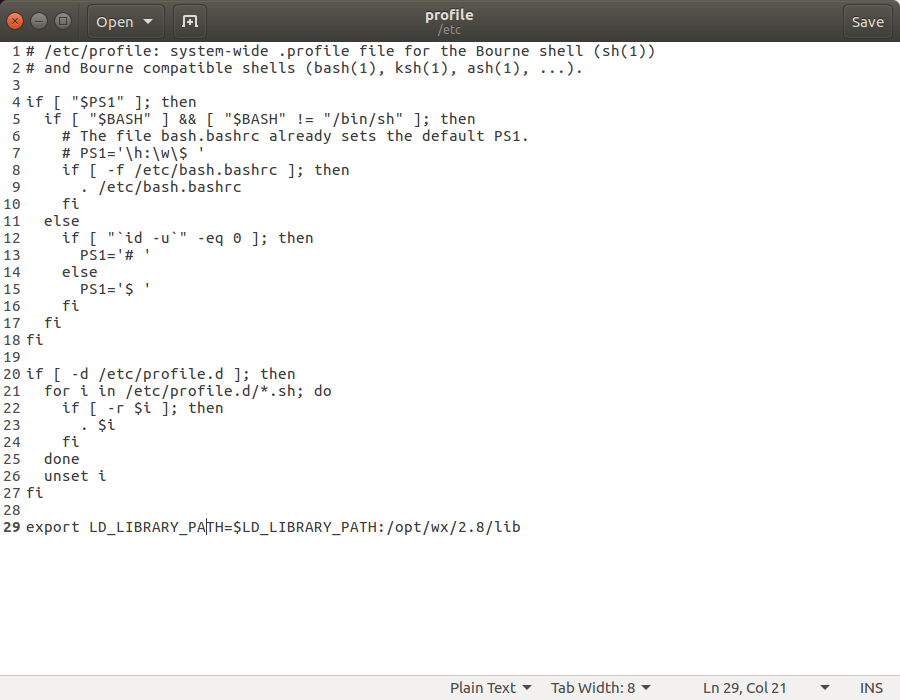 Open
profile
/etc
Save
1 # /etc/profile: system-wide .profile file for the Bourne shell (sh(1))
2 # and Bourne compatible shells (bash(1), ksh(1), ash(1), ...).
3
4 if [ "$PS1" ]; then
5   if [ "$BASH" ] && [ "$BASH" != "/bin/sh" ]; then
6     # The file bash.bashrc already sets the default PS1.
7     # PS1='\h:\w\$ '
8     if [ -f /etc/bash.bashrc ]; then
9       . /etc/bash.bashrc
10     fi
11   else
12     if [ "`id -u`" -eq 0 ]; then
13       PS1='# '
14     else
15       PS1='$ '
16     fi
17   fi
18 fi
19
20 if [ -d /etc/profile.d ]; then
21   for i in /etc/profile.d/*.sh; do
22     if [ -r $i ]; then
23       . $i
24     fi
25   done
26   unset i
27 fi
28
29 export LD_LIBRARY_PATH=$LD_LIBRARY_PATH:/opt/wx/2.8/lib
Plain Text
Tab Width: 8
Ln 29, Col 21
INS